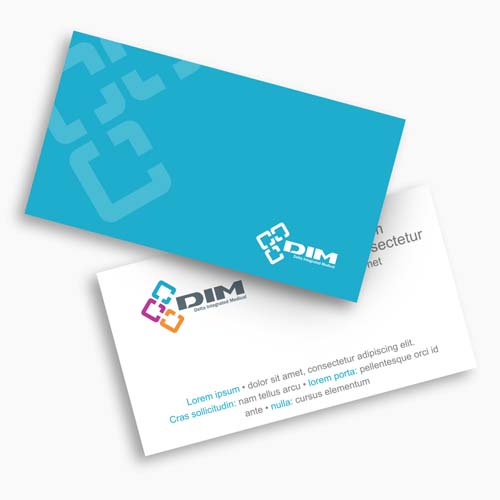 DIM
Delta Integrated Medical
m
sectetur
net
DIM
Delta Integrated Medical
Lorem ipsum • dolor sit amet, consectetur adipiscing elit.
Cras sollicitudin: nam tellus arcu • lorem porta: pellentesque orci id
ante • nulla: cursus elementum